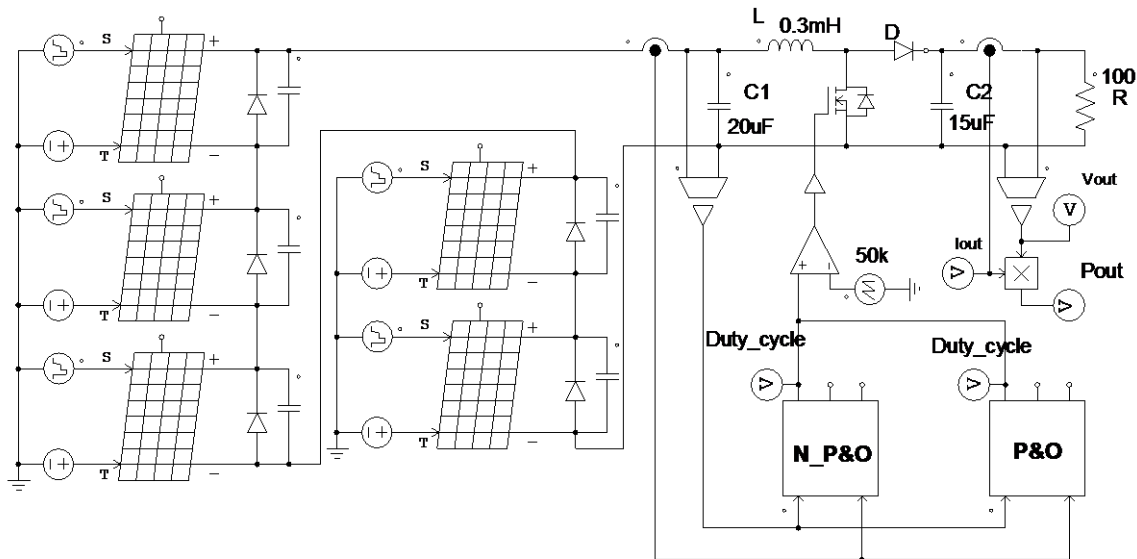 L 0.3mH
D
S + 
C1
20uF
C2
15uF
100
R
T −
S +
Vout
V
S +
50k
Iout
V
Pout
V
T −
T −
Duty_cycle
V
Duty_cycle
V
S +
S +
T −
T −
N_P&O
P&O